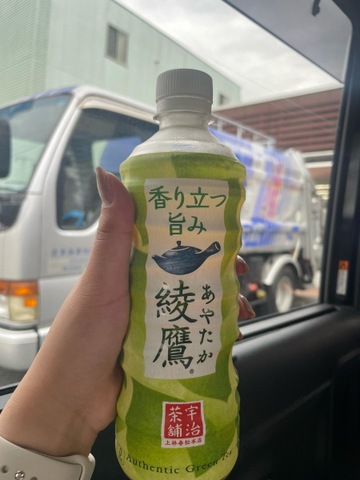 香り立つ
旨み
綾鷹
あやたか
宇治
茶舗
上林春松本店
Authentic Green Tea